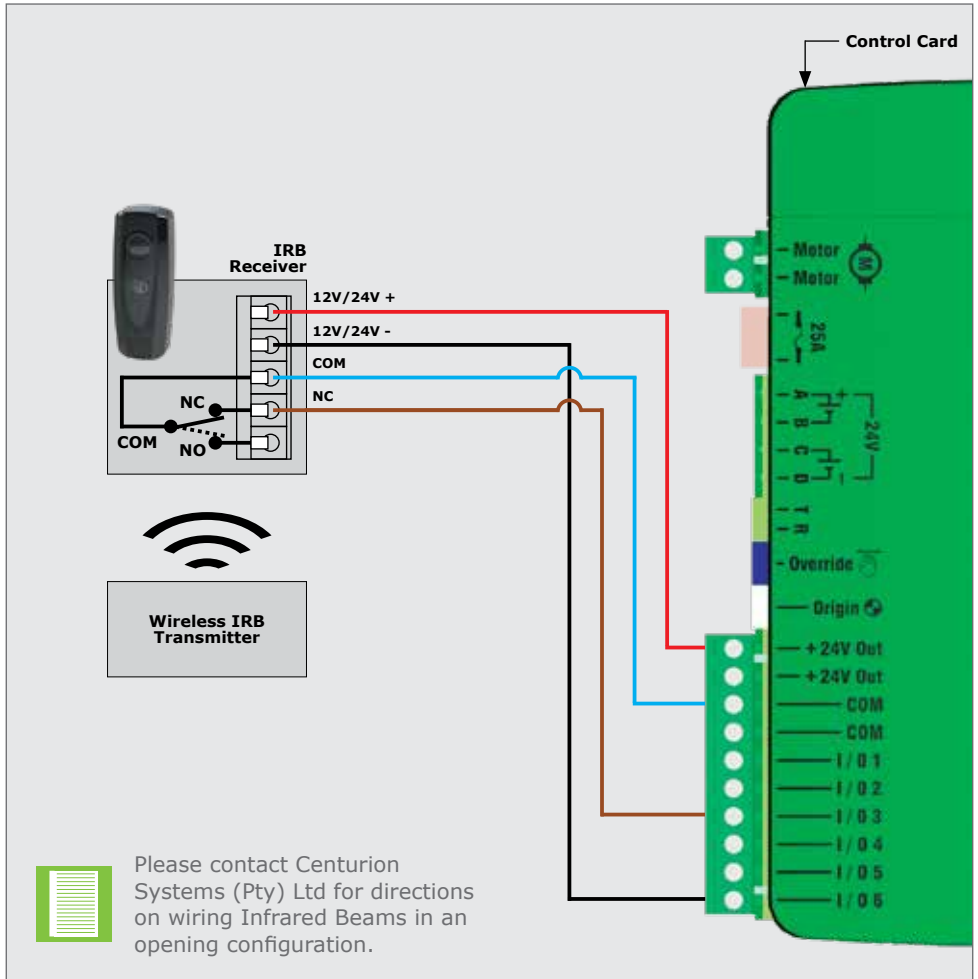 Control Card
IRB
Receiver
12V/24V +
12V/24V -
COM
NC
NC
COM
NO
Wireless IRB
Transmitter
Motor
Motor
M
25A
A
B
C
D
+
–
24V
T
R
Override
Origin
+24V Out
+24V Out
COM
COM
I/O 1
I/O 2
I/O 3
I/O 4
I/O 5
I/O 6
Please contact Centurion
Systems (Pty) Ltd for directions
on wiring Infrared Beams in an
opening configuration.